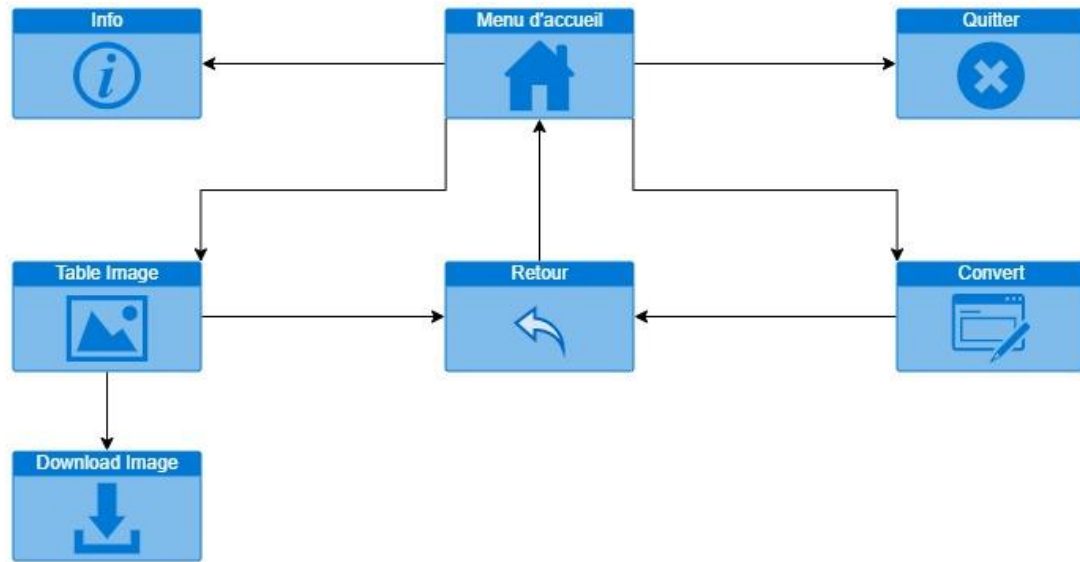 Info
Menu d'accueil
Quitter
Table Image
Retour
Convert
Download Image